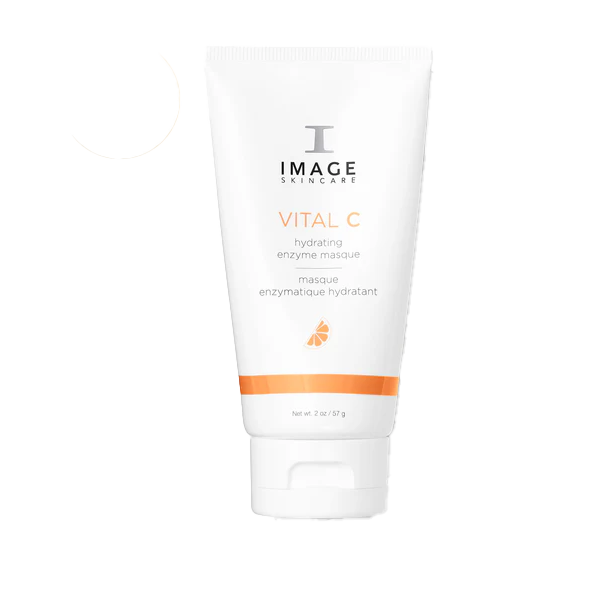 I
IMAGE
SKINCARE
VITAL C
hydrating
enzyme masque
masque
enzymatique hydratant
Net wt. 2 oz / 57 g